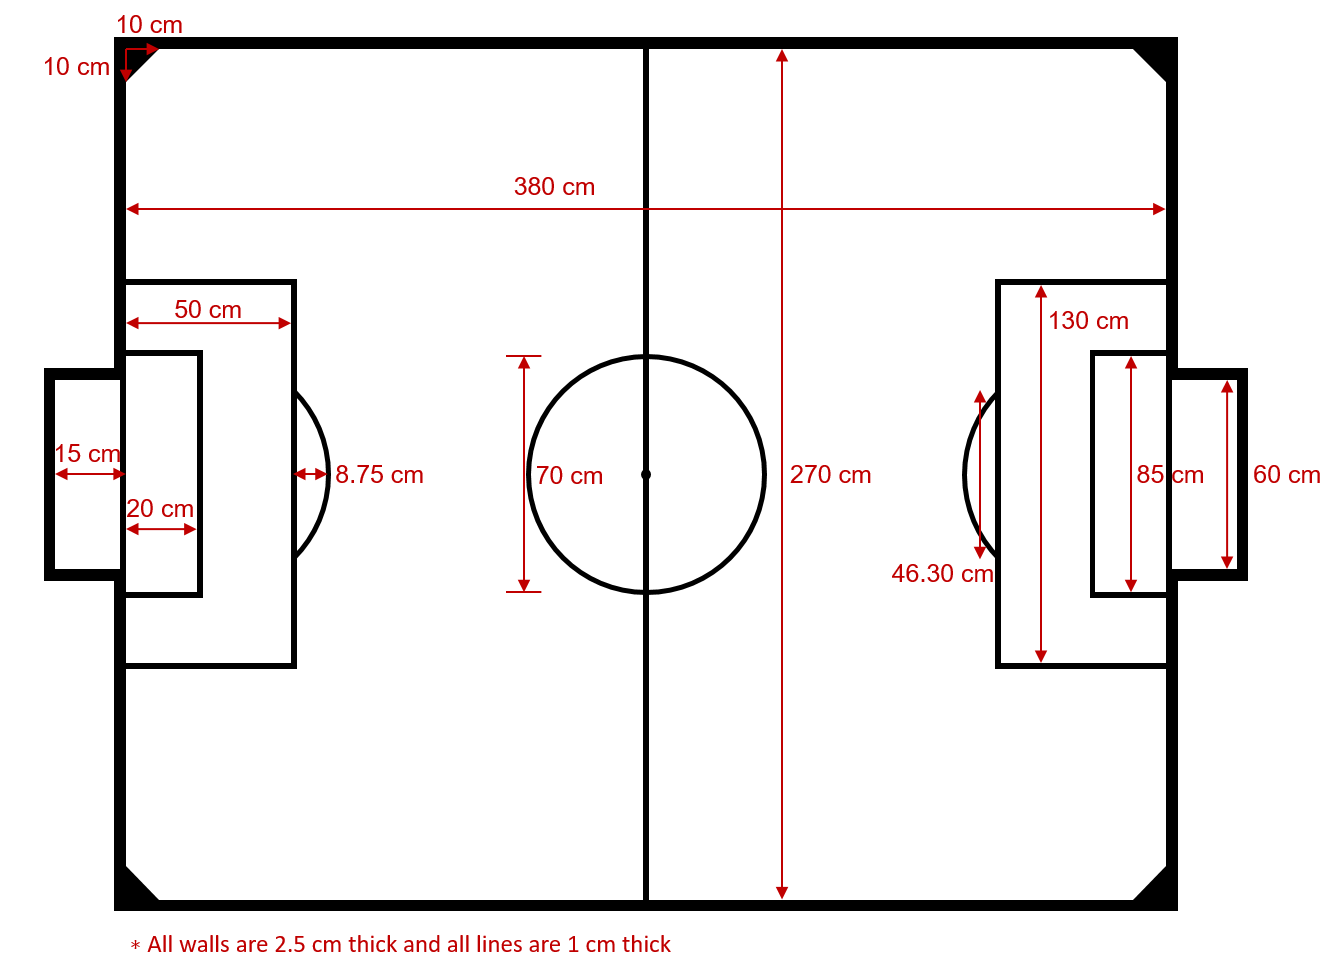 10 cm
10 cm
380 cm
50 cm
130 cm
15 cm
8.75 cm
70 cm
270 cm
85 cm
60 cm
20 cm
46.30 cm
* All walls are 2.5 cm thick and all lines are 1 cm thick